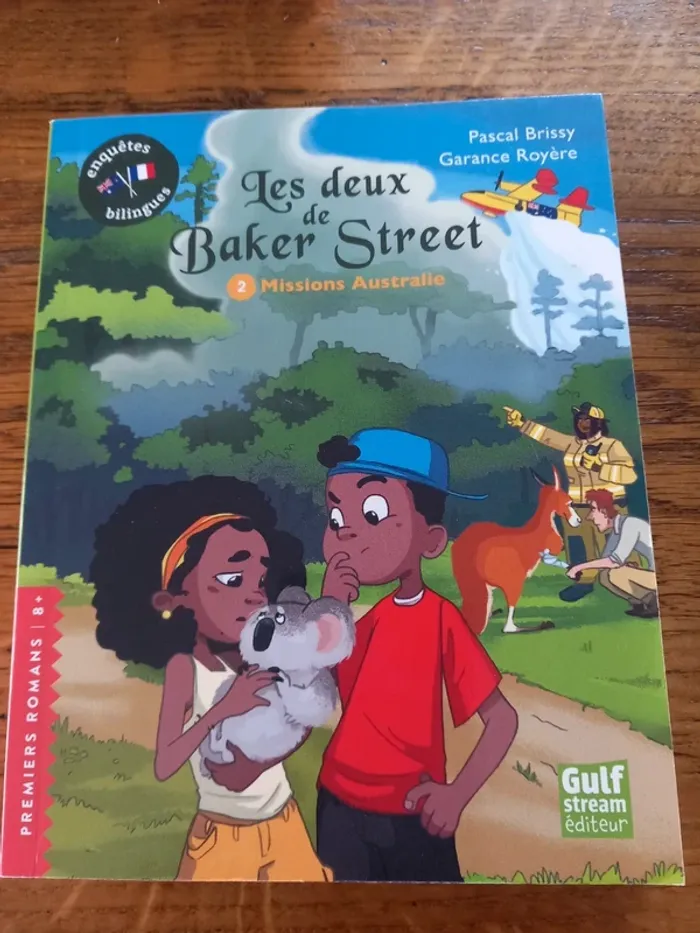 enquêtes
bilingues
Pascal Brissy
Garance Royère
Les deux
de
Baker Street
2 Missions Australie
PREMIERS ROMANS | 8+
Gulf
stream
éditeur